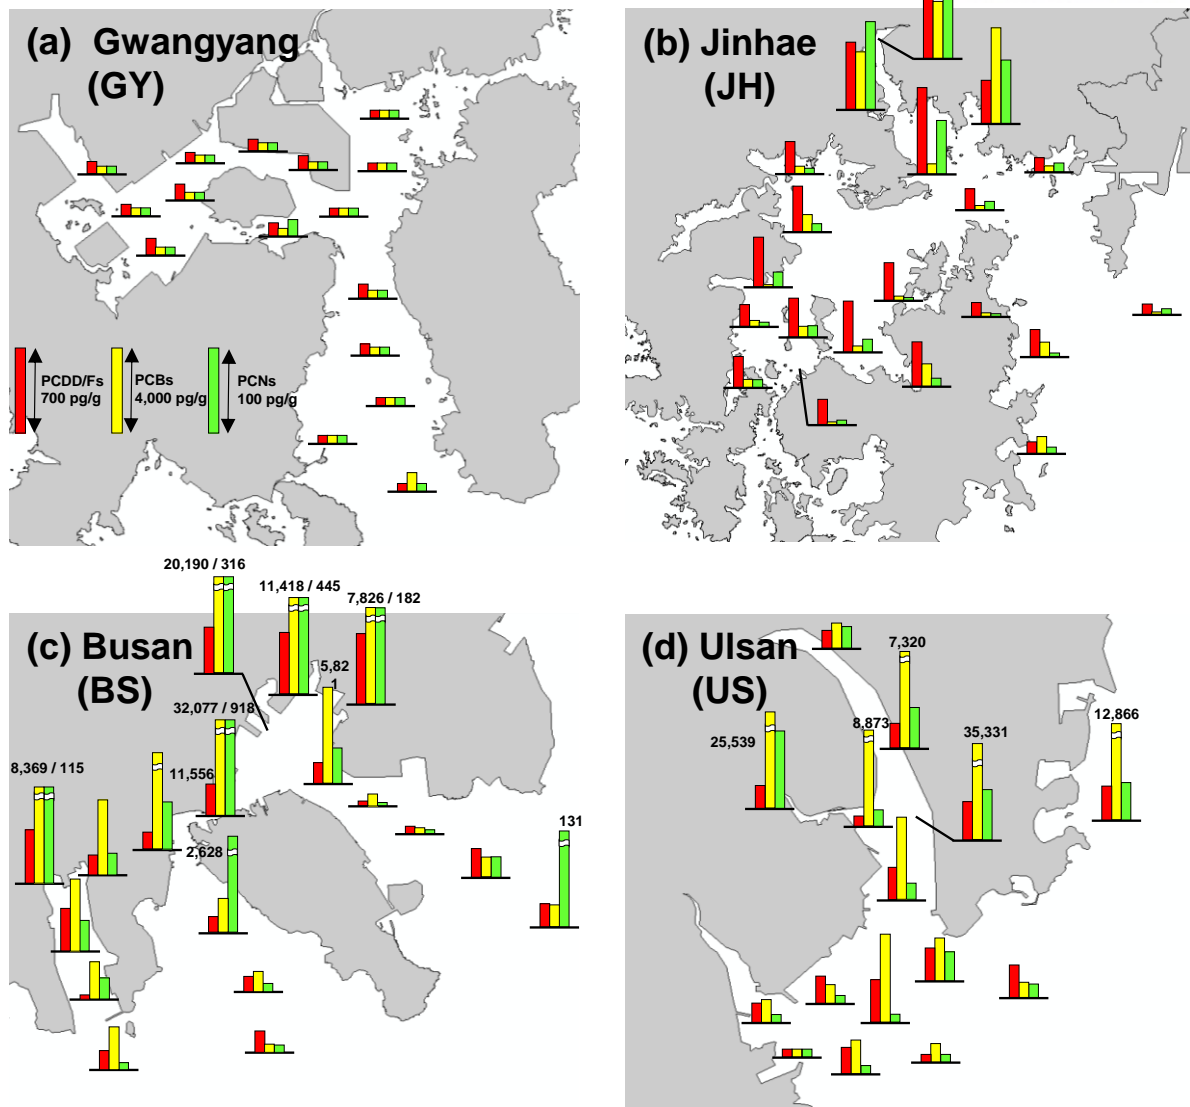 (a) Gwangyang
(GY)
PCDD/Fs
700 pg/g
PCBs
4,000 pg/g
PCNs
100 pg/g
(b) Jinhae
(JH)
(c) Busan
(BS)
20,190 / 316
11,418 / 445
7,826 / 182
5,82
1
32,077 / 918
8,369 / 115
11,556
2,628
131
(d) Ulsan
(US)
7,320
25,539
8,873
35,331
12,866